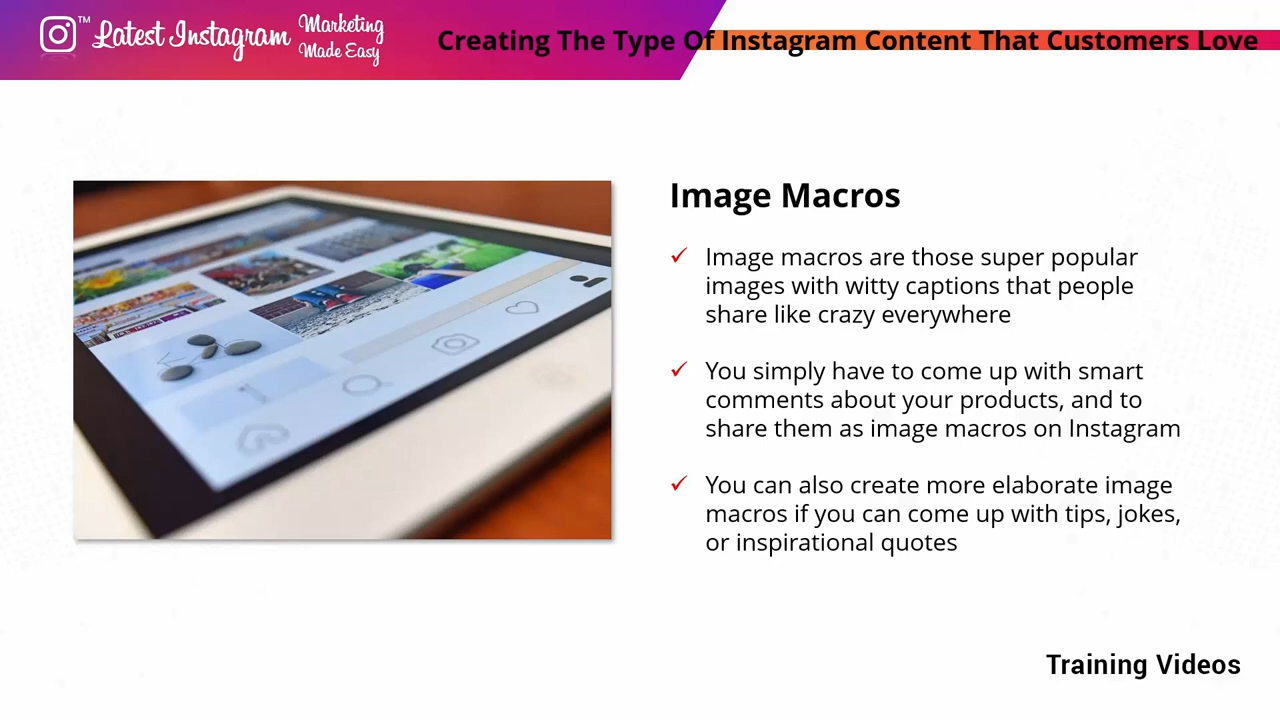 TM
Latest Instagram Marketing
Made Easy
Creating The Type Of Instagram Content That Customers Love
Image Macros
Image macros are those super popular
images with witty captions that people
share like crazy everywhere
You simply have to come up with smart
comments about your products, and to
share them as image macros on Instagram
You can also create more elaborate image
macros if you can come up with tips, jokes,
or inspirational quotes
Training Videos